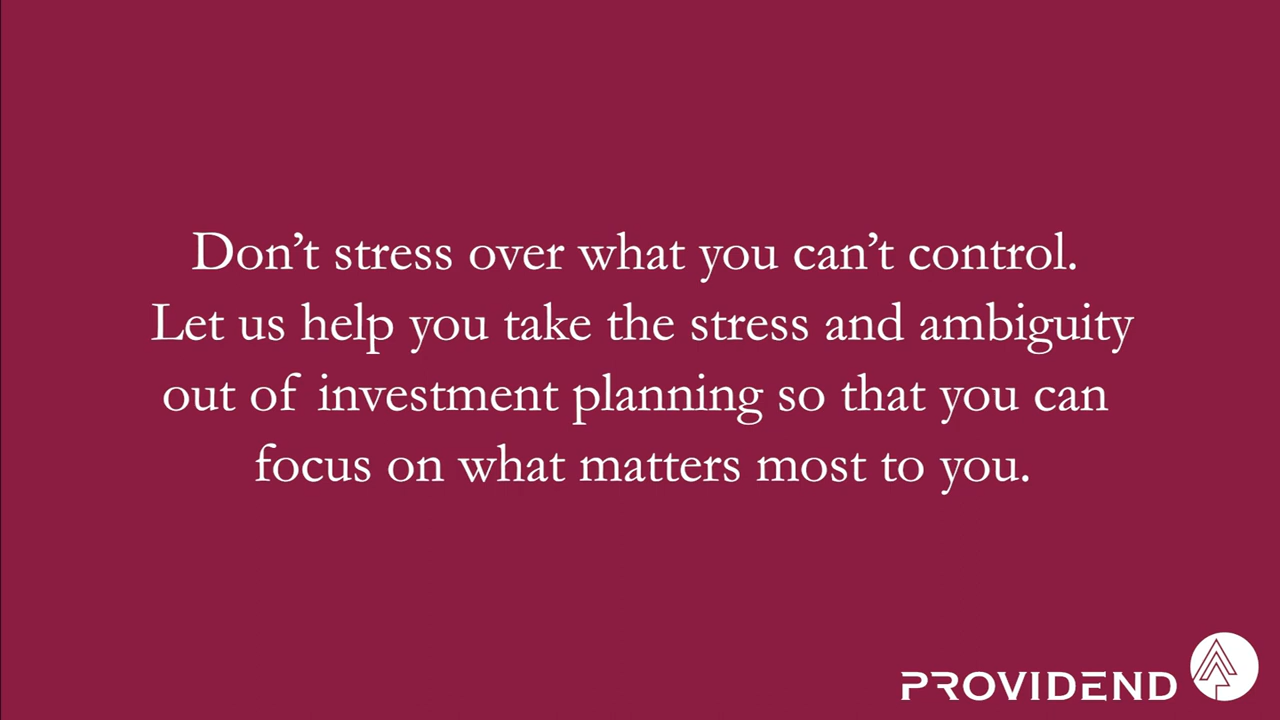 Don’t stress over what you can’t control.
Let us help you take the stress and ambiguity
out of investment planning so that you can
focus on what matters most to you.
PROVIDEND